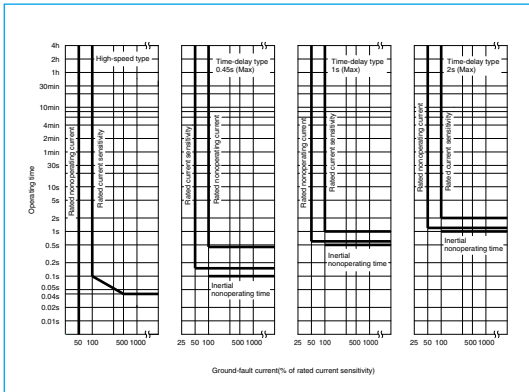 High-speed type
Time-delay type
0.45s (Max)
Time-delay type
1s (Max)
Time-delay type
2s (Max)
Operating time
4h
2h
1h
30min
10min
4min
2min
1min
30s
10s
5s
2s
1s
0.5s
0.2s
0.1s
0.05s
0.04s
0.02s
0.01s
Rated nonoperating current
Rated current sensitivity
Rated current sensitivity
Rated nonoperating current
Rated nonoperating current
Rated current sensitivity
Rated nonoperating current
Rated current sensitivity
Inertial
nonoperating time
Inertial
nonoperating time
Inertial
nonoperating time
50 100 500 1000
25 50 100 500 1000
25 50 100 500 1000
25 50 100 500 1000
Ground-fault current(% of rated current sensitivity)